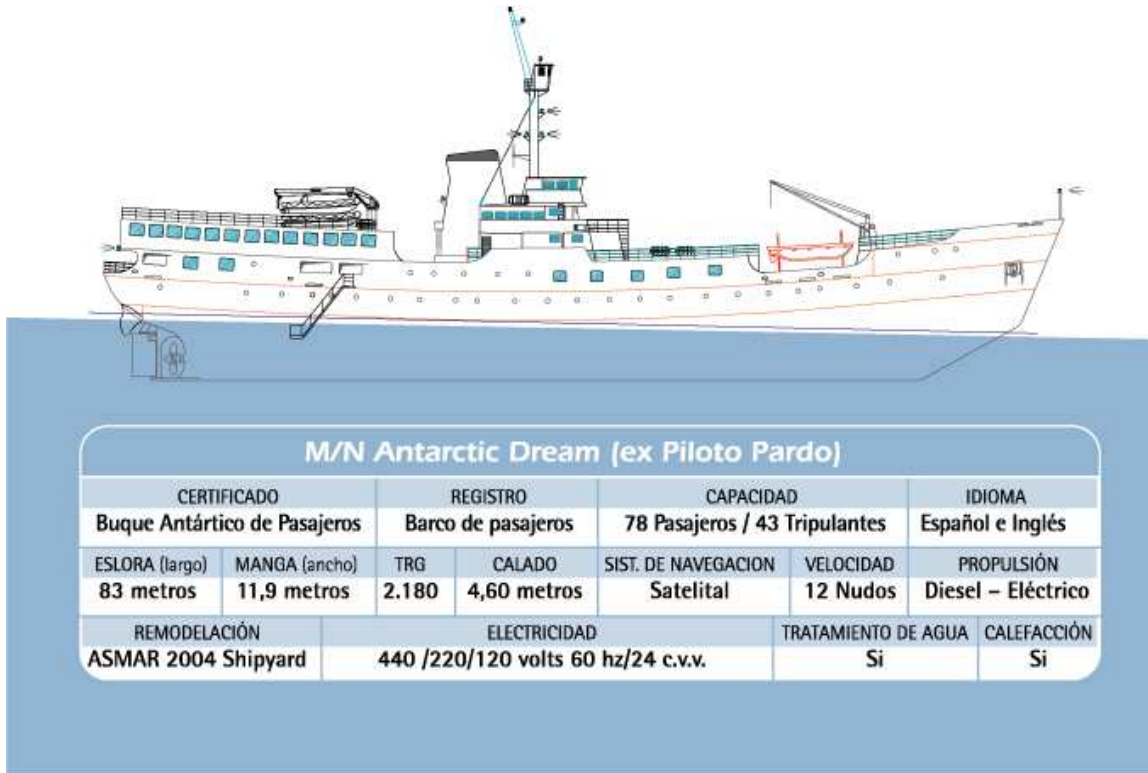 M/N Antarctic Dream (ex Piloto Pardo)
CERTIFICADO REGISTRO CAPACIDAD IDIOMA
Buque Antártico de Pasajeros Barco de pasajeros 78 Pasajeros / 43 Tripulantes Español e Inglés
ESLORA (largo) MANGA (ancho) TRG CALADO SIST. DE NAVEGACION VELOCIDAD PROPULSIÓN
83 metros 11,9 metros 2.180 4,60 metros Satelital 12 Nudos Diesel – Eléctrico
REMODELACIÓN ELECTRICIDAD TRATAMIENTO DE AGUA CALEFACCIÓN
ASMAR 2004 Shipyard 440 /220/120 volts 60 hz/24 c.v.v. Si Si